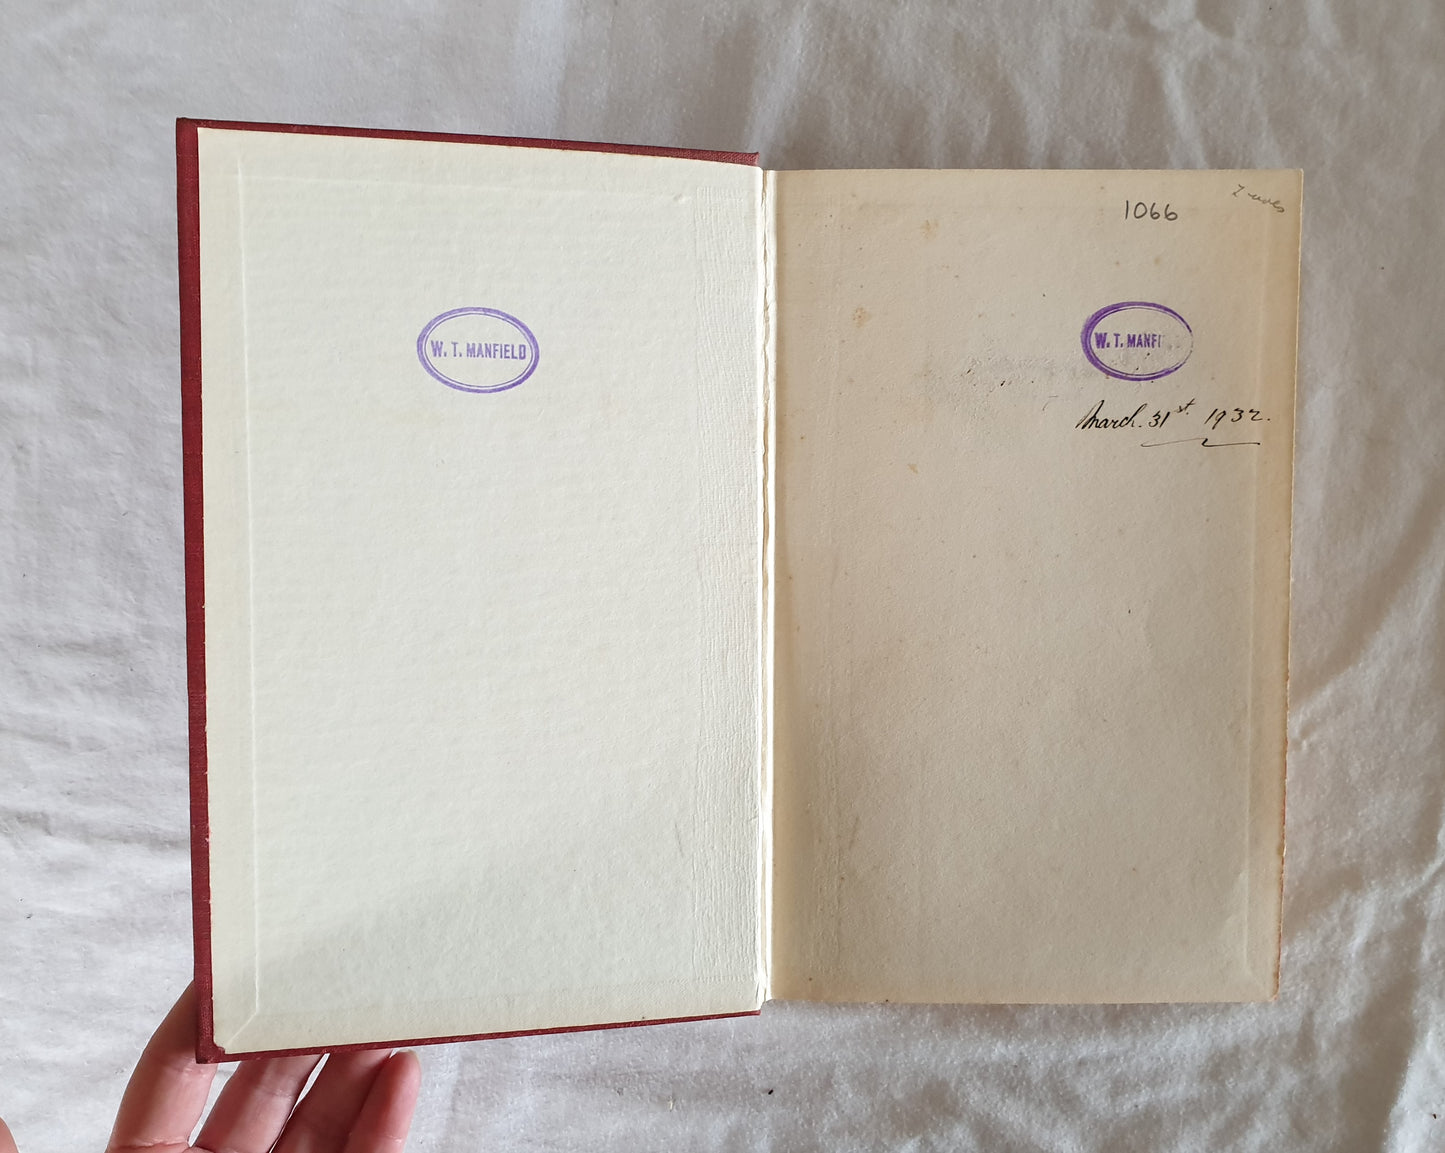 W. T. MANFIELD
1066
W. T. MANFI
March. 31st. 1932.